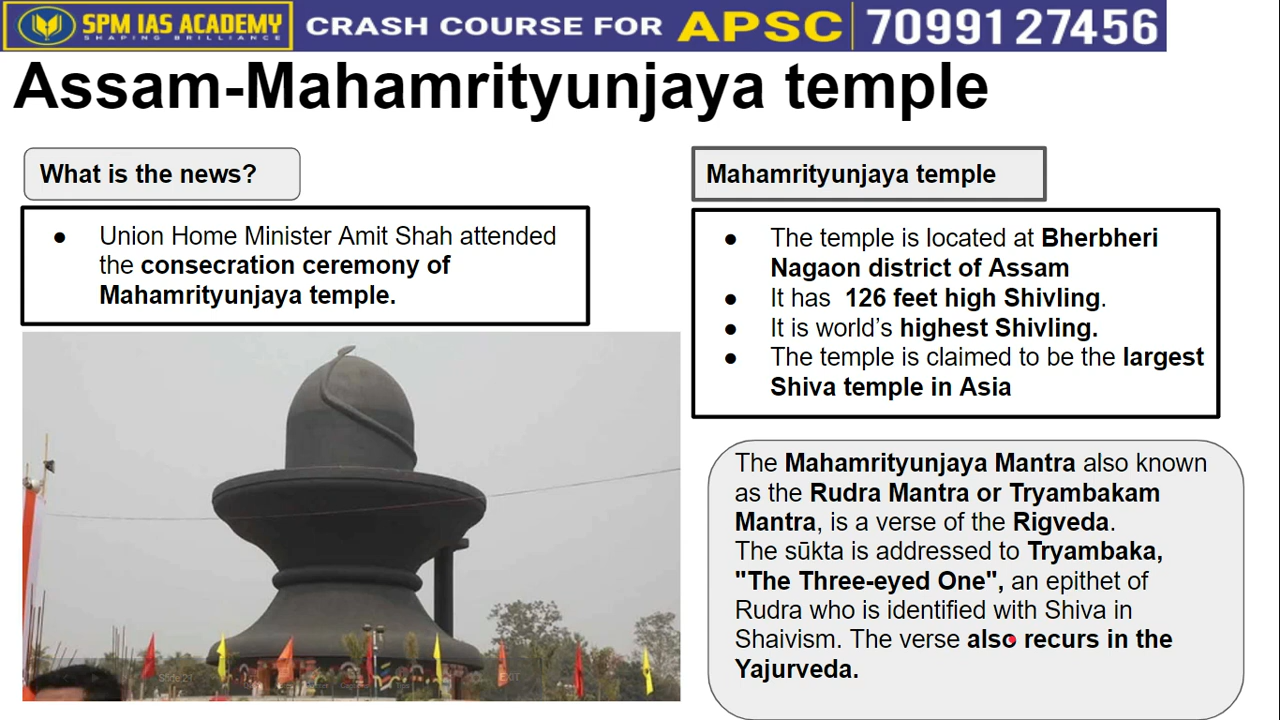 SPM IAS ACADEMY
SHAPING BRILLIANCE
CRASH COURSE FOR APSC
7099127456
Assam-Mahamrityunjaya temple
What is the news?
● Union Home Minister Amit Shah attended
the consecration ceremony of
Mahamrityunjaya temple.
Mahamrityunjaya temple
● The temple is located at Bherbheri
Nagaon district of Assam
● It has 126 feet high Shivling.
● It is world's highest Shivling.
● The temple is claimed to be the largest
Shiva temple in Asia
The Mahamrityunjaya Mantra also known
as the Rudra Mantra or Tryambakam
Mantra, is a verse of the Rigveda.
The sūkta is addressed to Tryambaka,
"The Three-eyed One", an epithet of
Rudra who is identified with Shiva in
Shaivism. The verse also recurs in the
Yajurveda.
EXIT